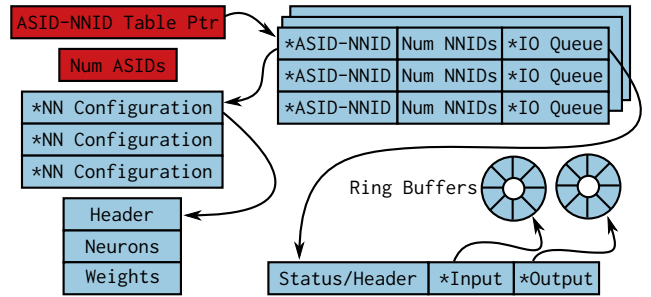 ASID-NNID Table Ptr
Num ASIDs
*ASID-NNID Num NNIDs *IO Queue
*ASID-NNID Num NNIDs *IO Queue
*ASID-NNID Num NNIDs *IO Queue
*NN Configuration
*NN Configuration
*NN Configuration
Header
Neurons
Weights
Ring Buffers
Status/Header *Input *Output